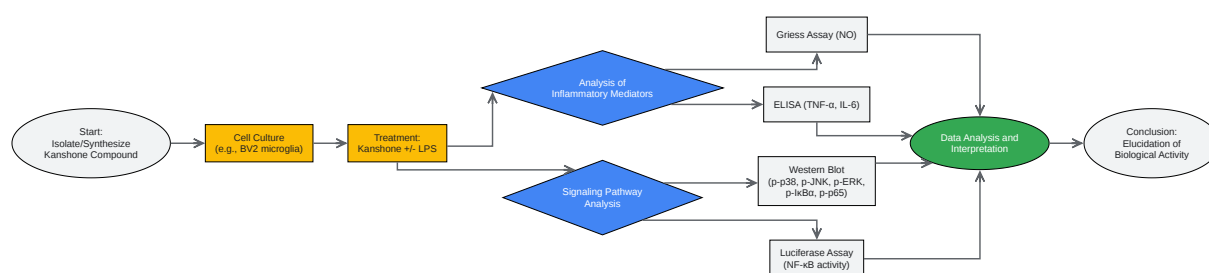 Start:
Isolate/Synthesize
Kanshone Compound
Cell Culture
(e.g., BV2 microglia)
Treatment:
Kanshone +/- LPS
Analysis of
Inflammatory Mediators
Signaling Pathway
Analysis
Griess Assay (NO)
ELISA (TNF-α, IL-6)
Western Blot
(p-p38, p-JNK, p-ERK,
p-IκBα, p-p65)
Luciferase Assay
(NF-κB activity)
Data Analysis and
Interpretation
Conclusion:
Elucidation of
Biological Activity